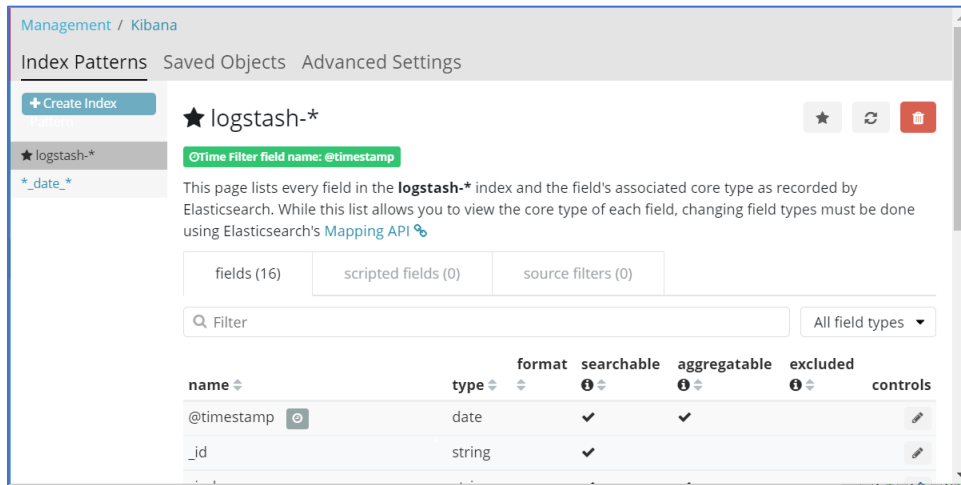 Management / Kibana
Index Patterns Saved Objects Advanced Settings
Create Index
Pattern
logstash-*
*_date_*
logstash-*
Time Filter field name: @timestamp
This page lists every field in the logstash-* index and the field's associated core type as recorded by
Elasticsearch. While this list allows you to view the core type of each field, changing field types must be done
using Elasticsearch's Mapping API
fields (16) scripted fields (0) source filters (0)
Filter All field types
name type format searchable aggregatable excluded controls
@timestamp date
_id string